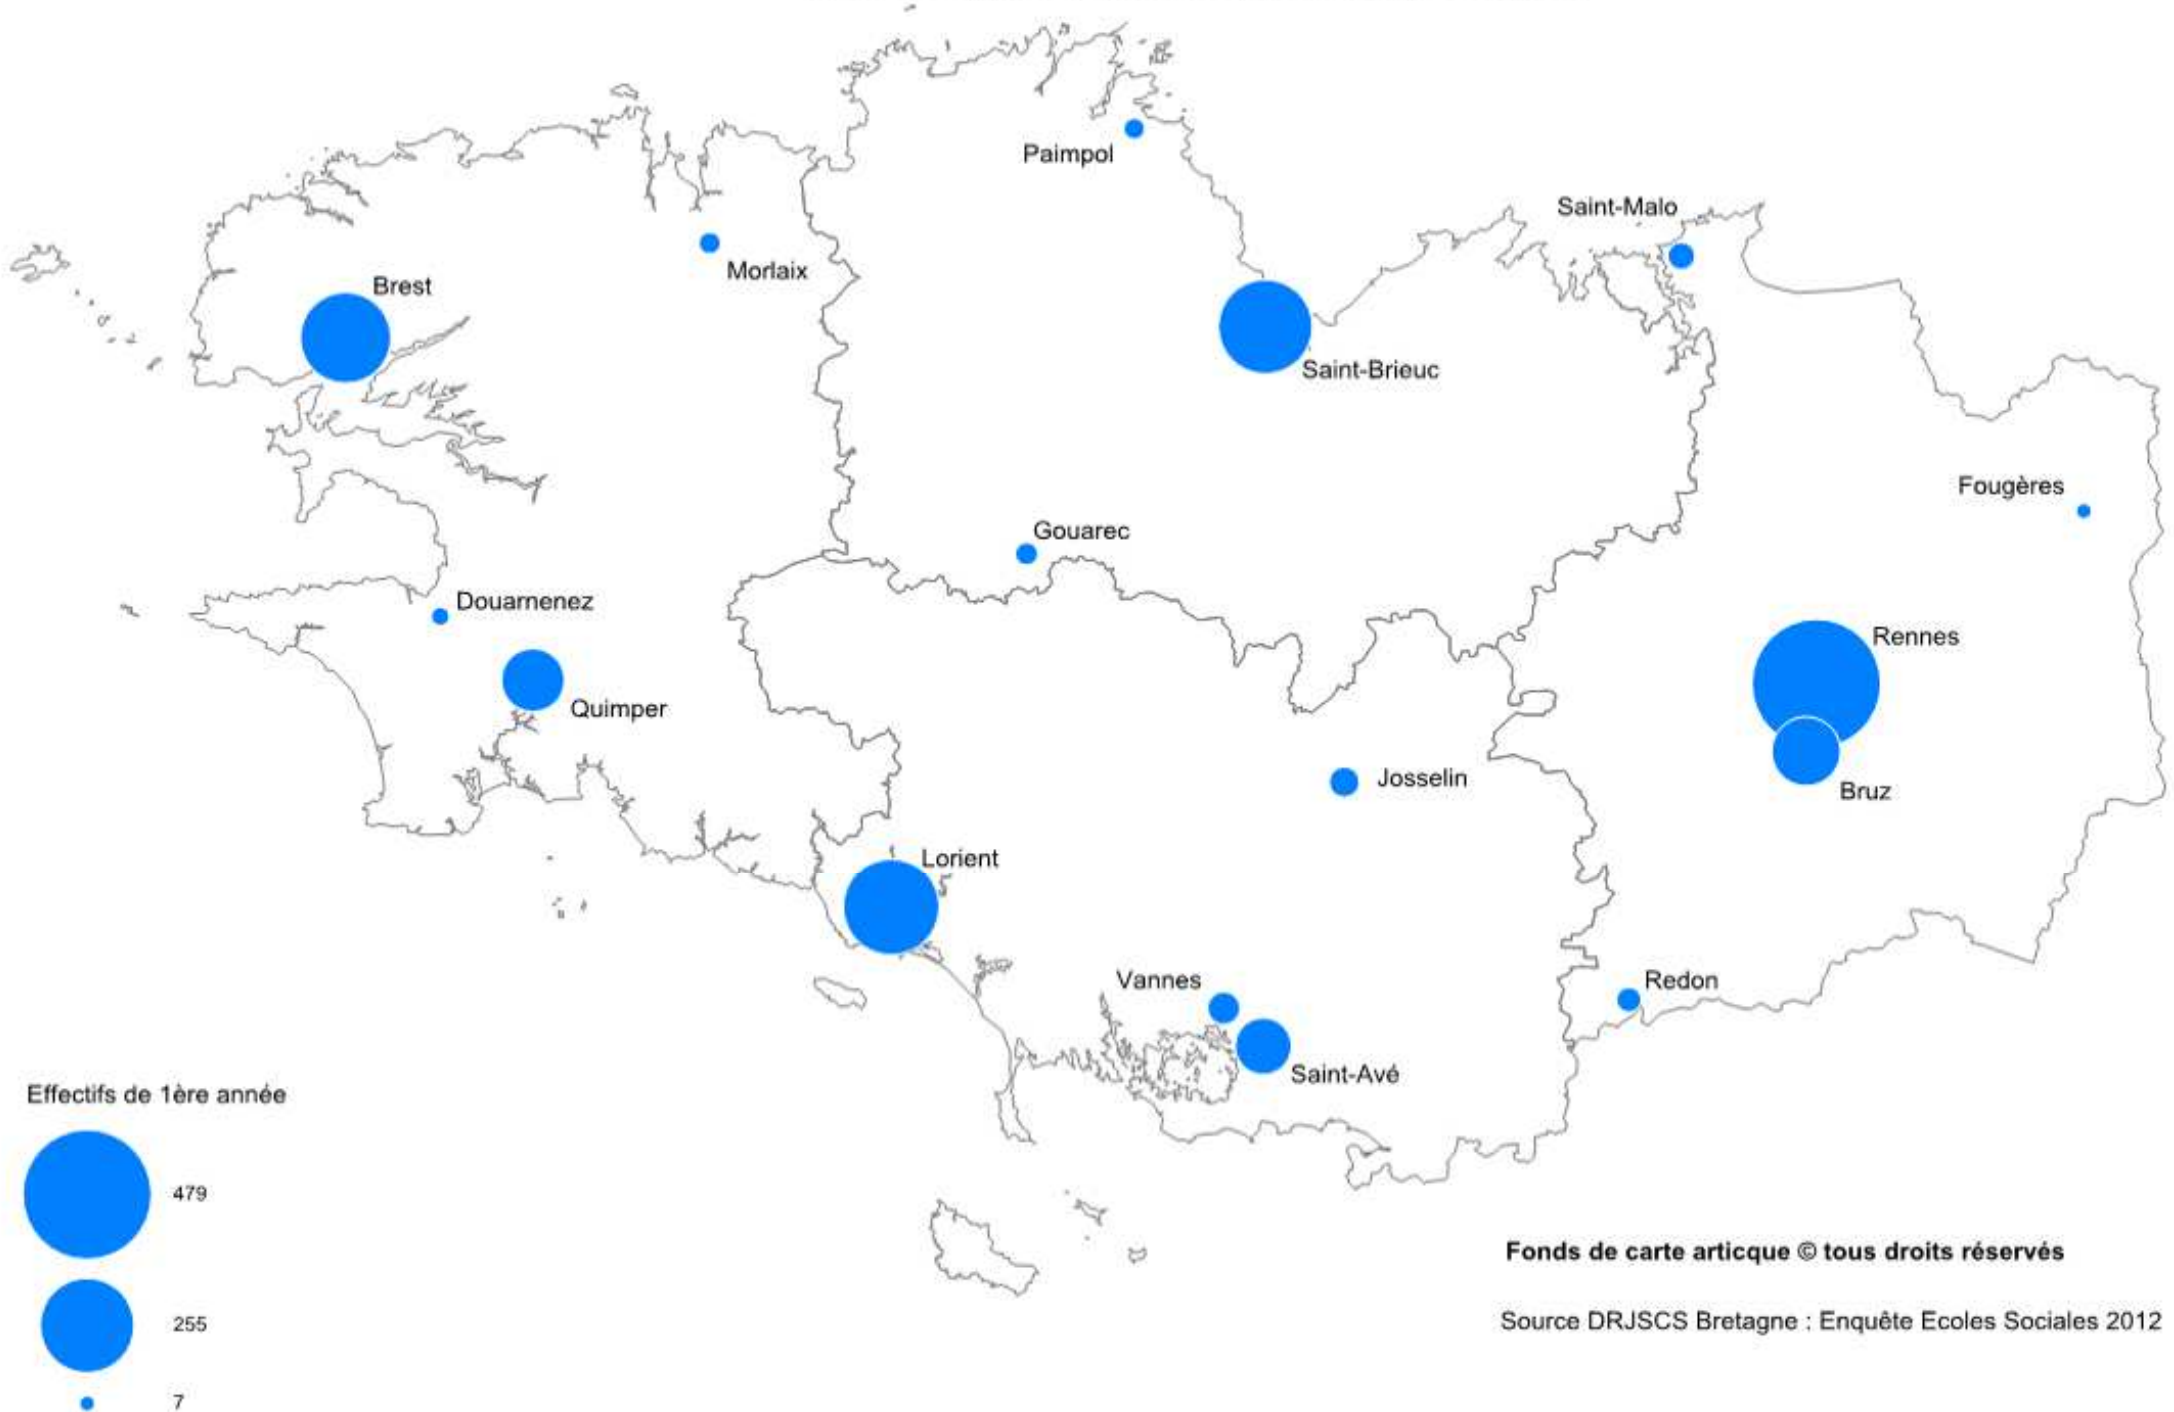 Paimpol
Saint-Malo
Morlaix
Brest
Saint-Brieuc
Fougères
Gouarec
Douarnenez
Rennes
Quimper
Josselin
Bruz
Lorient
Vannes
Redon
Saint-Avé
Effectifs de 1ère année
479
255
7
Fonds de carte articque © tous droits réservés
Source DRJSCS Bretagne : Enquête Ecoles Sociales 2012